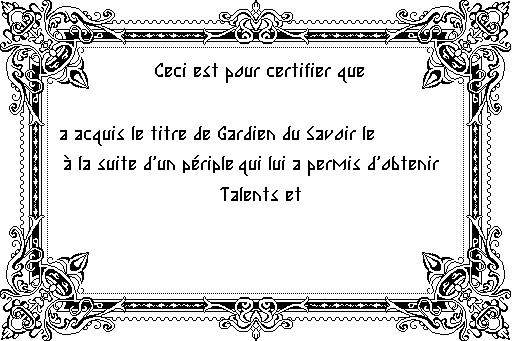 Ceci est pour certifier que
a acquis le titre de Gardien du Savoir le
à la suite d'un périple qui lui a permis d'obtenir
Talents et